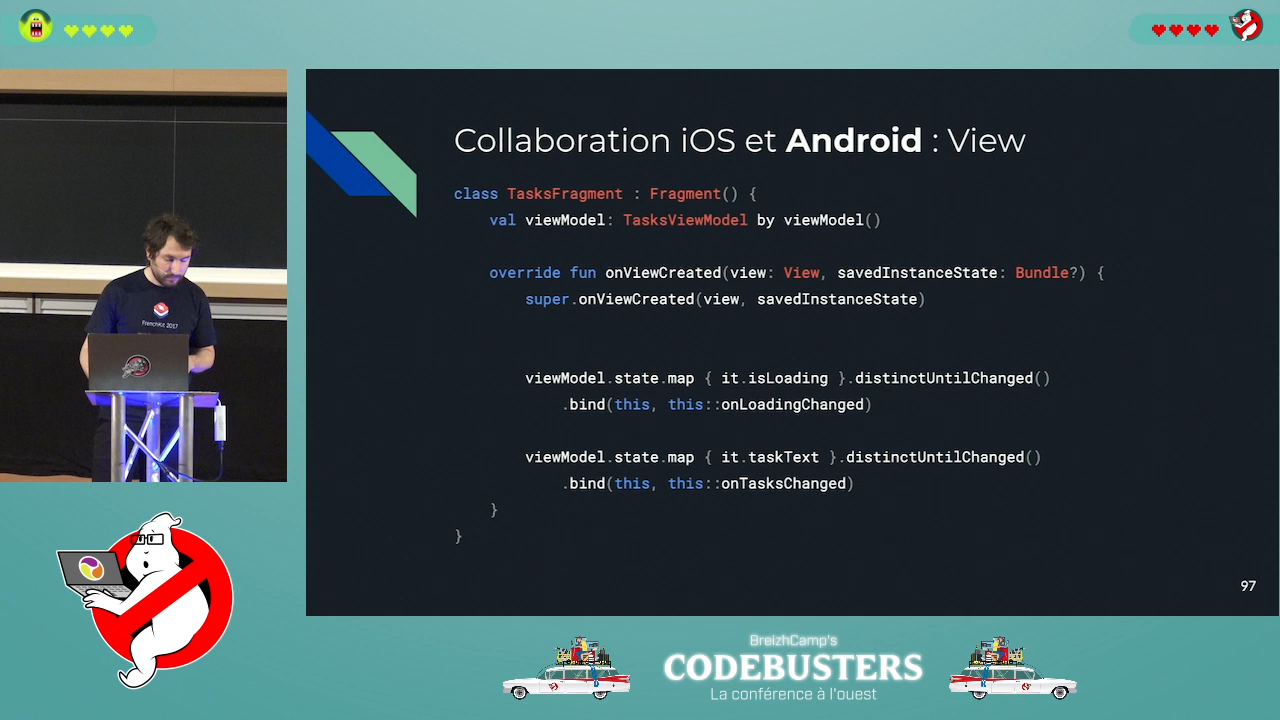 Collaboration iOS et Android : View
class TasksFragment : Fragment() {
val viewModel: TasksViewModel by viewModel()
override fun onViewCreated(view: View, savedInstanceState: Bundle?) {
super.onViewCreated(view, savedInstanceState)
viewModel.state.map { it.isLoading }.distinctUntilChanged()
.bind(this, this::onLoadingChanged)
viewModel.state.map { it.taskText }.distinctUntilChanged()
.bind(this, this::onTasksChanged)
}
}
97
FrenchKit 2017
BreizhCamp's
CODEBUSTERS
La conférence à l'ouest